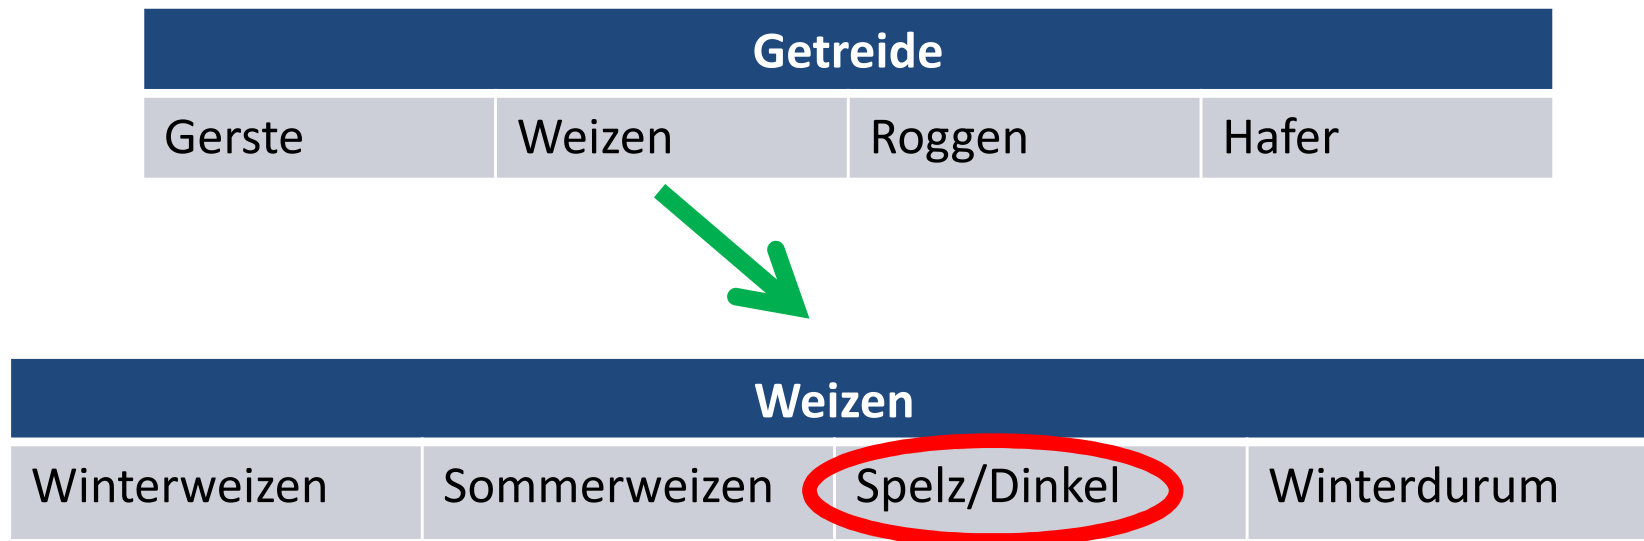 Getreide
Gerste Weizen Roggen Hafer
Weizen
Winterweizen Sommerweizen Spelz/Dinkel Winterdurum